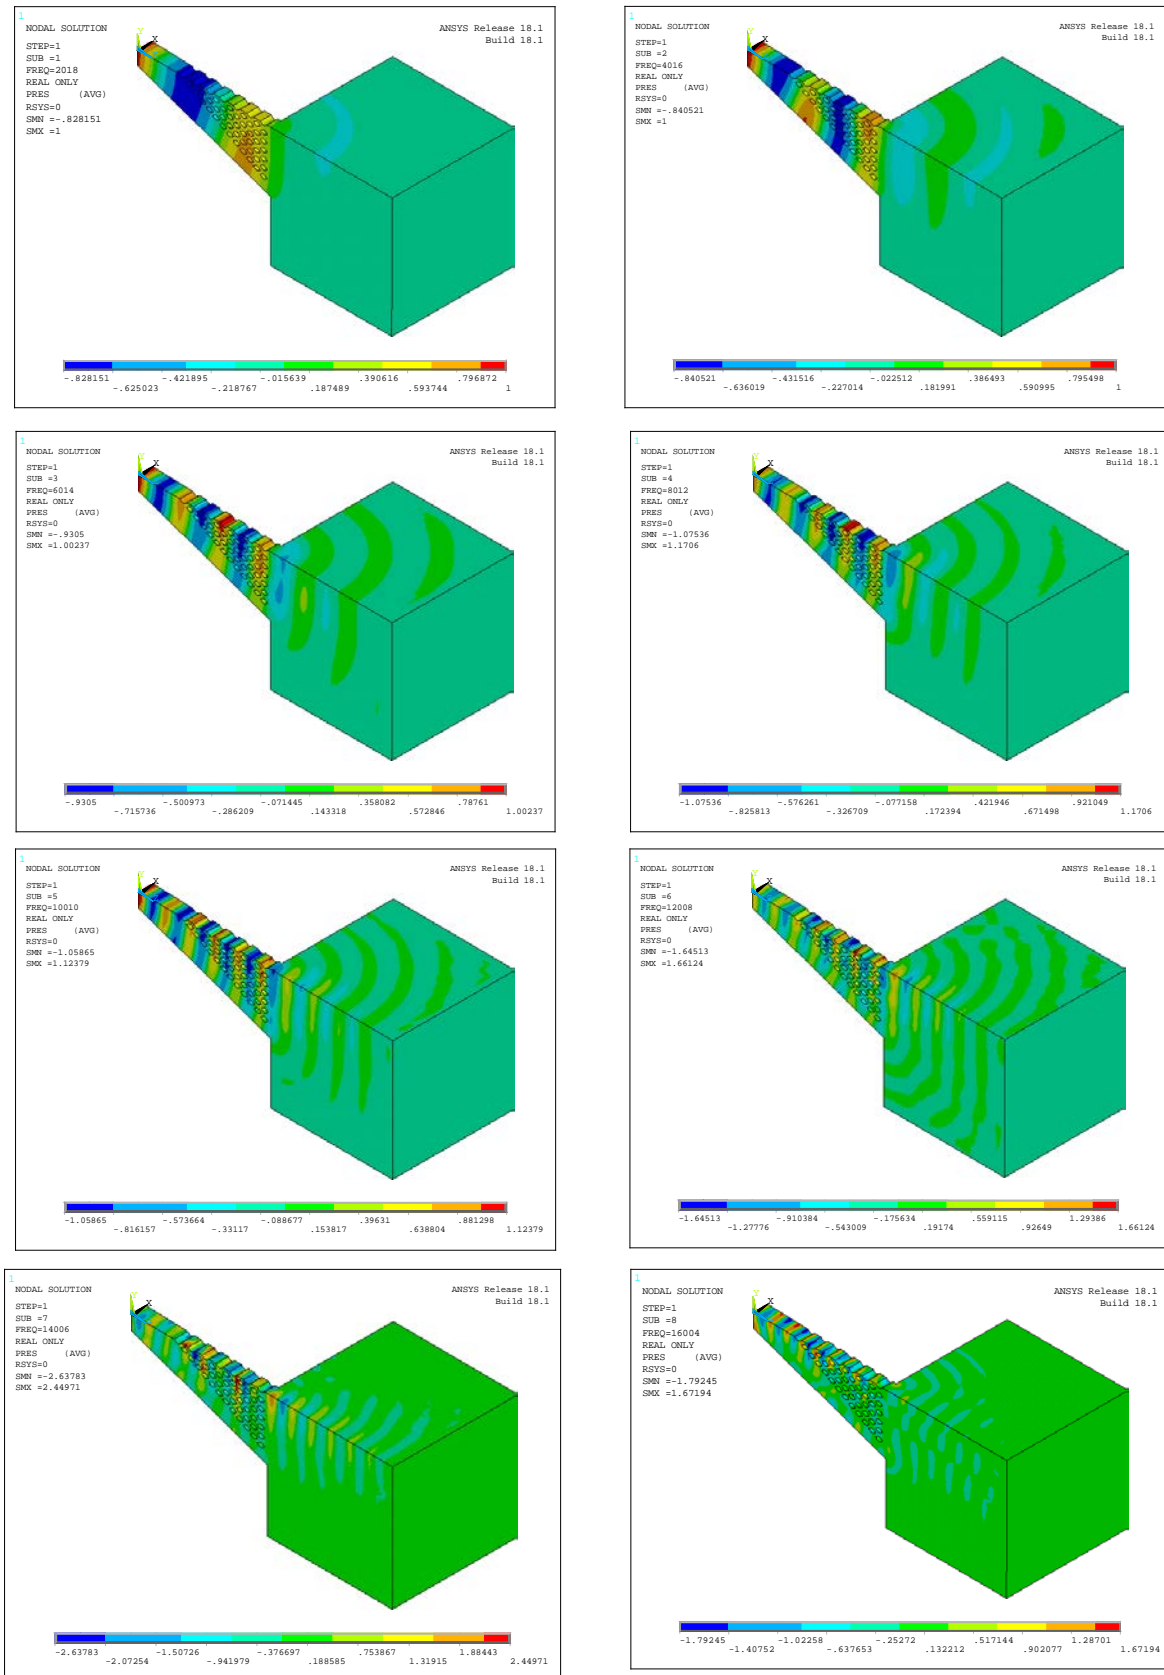 1
NODAL SOLUTION
STEP=1
SUB =1
FREQ=2018
REAL ONLY
PRES (AVG)
RSYS=0
SMN =-.828151
SMX =1
ANSYS Release 18.1
Build 18.1
Y
X
-.828151 -.421895 -.015639 .390616 .796872
-.625023 -.218767 .187489 .593744 1
1
NODAL SOLUTION
STEP=1
SUB =2
FREQ=4016
REAL ONLY
PRES (AVG)
RSYS=0
SMN =-.840521
SMX =1
ANSYS Release 18.1
Build 18.1
Y
X
-.840521 -.431516 -.022512 .386493 .795498
-.636019 -.227014 .181991 .590995 1
1
NODAL SOLUTION
STEP=1
SUB =3
FREQ=6014
REAL ONLY
PRES (AVG)
RSYS=0
SMN =-.9305
SMX =1.00237
ANSYS Release 18.1
Build 18.1
Y
X
-.9305 -.500973 -.071445 .358082 .78761
-.715736 -.286209 .143318 .572846 1.00237
1
NODAL SOLUTION
STEP=1
SUB =4
FREQ=8012
REAL ONLY
PRES (AVG)
RSYS=0
SMN =-1.07536
SMX =1.1706
ANSYS Release 18.1
Build 18.1
Y
X
-1.07536 -.576261 -.077158 .421946 .921049
-.825813 -.326709 .172394 .671498 1.1706
1
NODAL SOLUTION
STEP=1
SUB =5
FREQ=10010
REAL ONLY
PRES (AVG)
RSYS=0
SMN =-1.05865
SMX =1.12379
ANSYS Release 18.1
Build 18.1
Y
X
-1.05865 -.573664 -.088677 .39631 .881298
-.816157 -.33117 .153817 .638804 1.12379
1
NODAL SOLUTION
STEP=1
SUB =6
FREQ=12008
REAL ONLY
PRES (AVG)
RSYS=0
SMN =-1.64513
SMX =1.66124
ANSYS Release 18.1
Build 18.1
Y
X
-1.64513 -.910384 -.175634 .559115 1.29386
-1.27776 -.543009 .19174 .92649 1.66124
1
NODAL SOLUTION
STEP=1
SUB =7
FREQ=14006
REAL ONLY
PRES (AVG)
RSYS=0
SMN =-2.63783
SMX =2.44971
ANSYS Release 18.1
Build 18.1
Y
X
-2.63783 -1.50726 -.376697 .753867 1.88443
-2.07254 -.941979 .188585 1.31915 2.44971
1
NODAL SOLUTION
STEP=1
SUB =8
FREQ=16004
REAL ONLY
PRES (AVG)
RSYS=0
SMN =-1.79245
SMX =1.67194
ANSYS Release 18.1
Build 18.1
Y
X
-1.79245 -1.02258 -.25272 .517144 1.28701
-1.40752 -.637653 .132212 .902077 1.67194